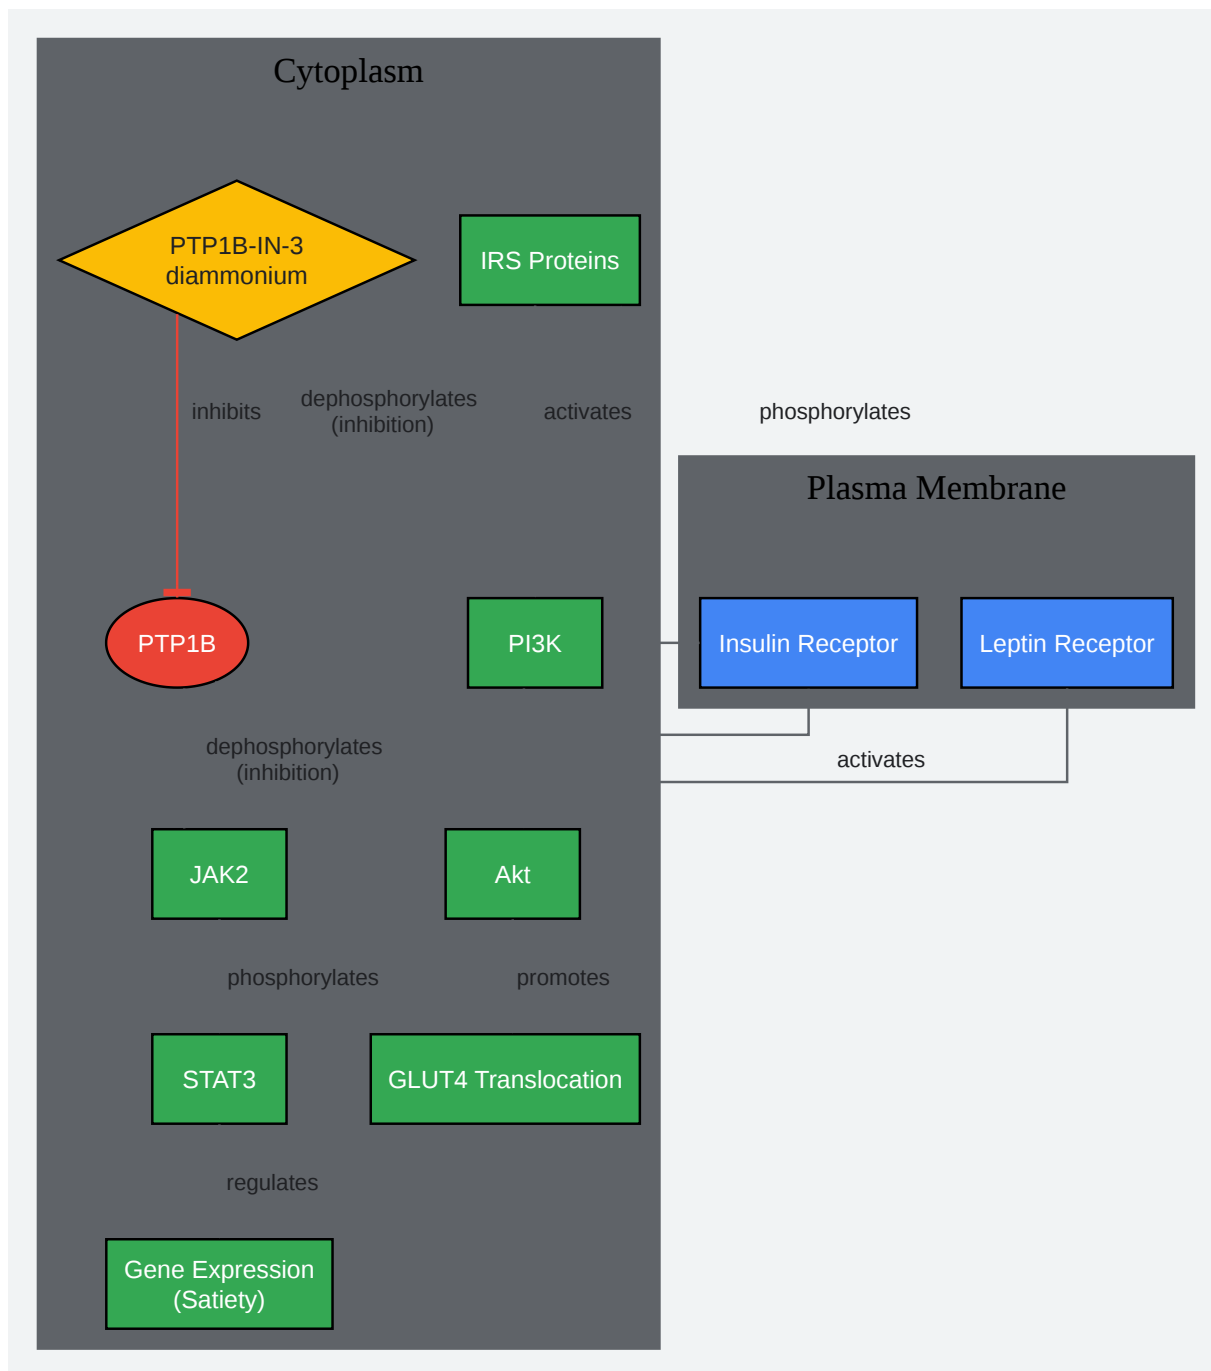 Cytoplasm
PTP1B-IN-3
diammonium
IRS Proteins
inhibits
dephosphorylates
(inhibition)
activates
phosphorylates
Plasma Membrane
PTP1B
PI3K
Insulin Receptor
Leptin Receptor
dephosphorylates
(inhibition)
activates
JAK2
Akt
phosphorylates
promotes
STAT3
GLUT4 Translocation
regulates
Gene Expression
(Satiety)